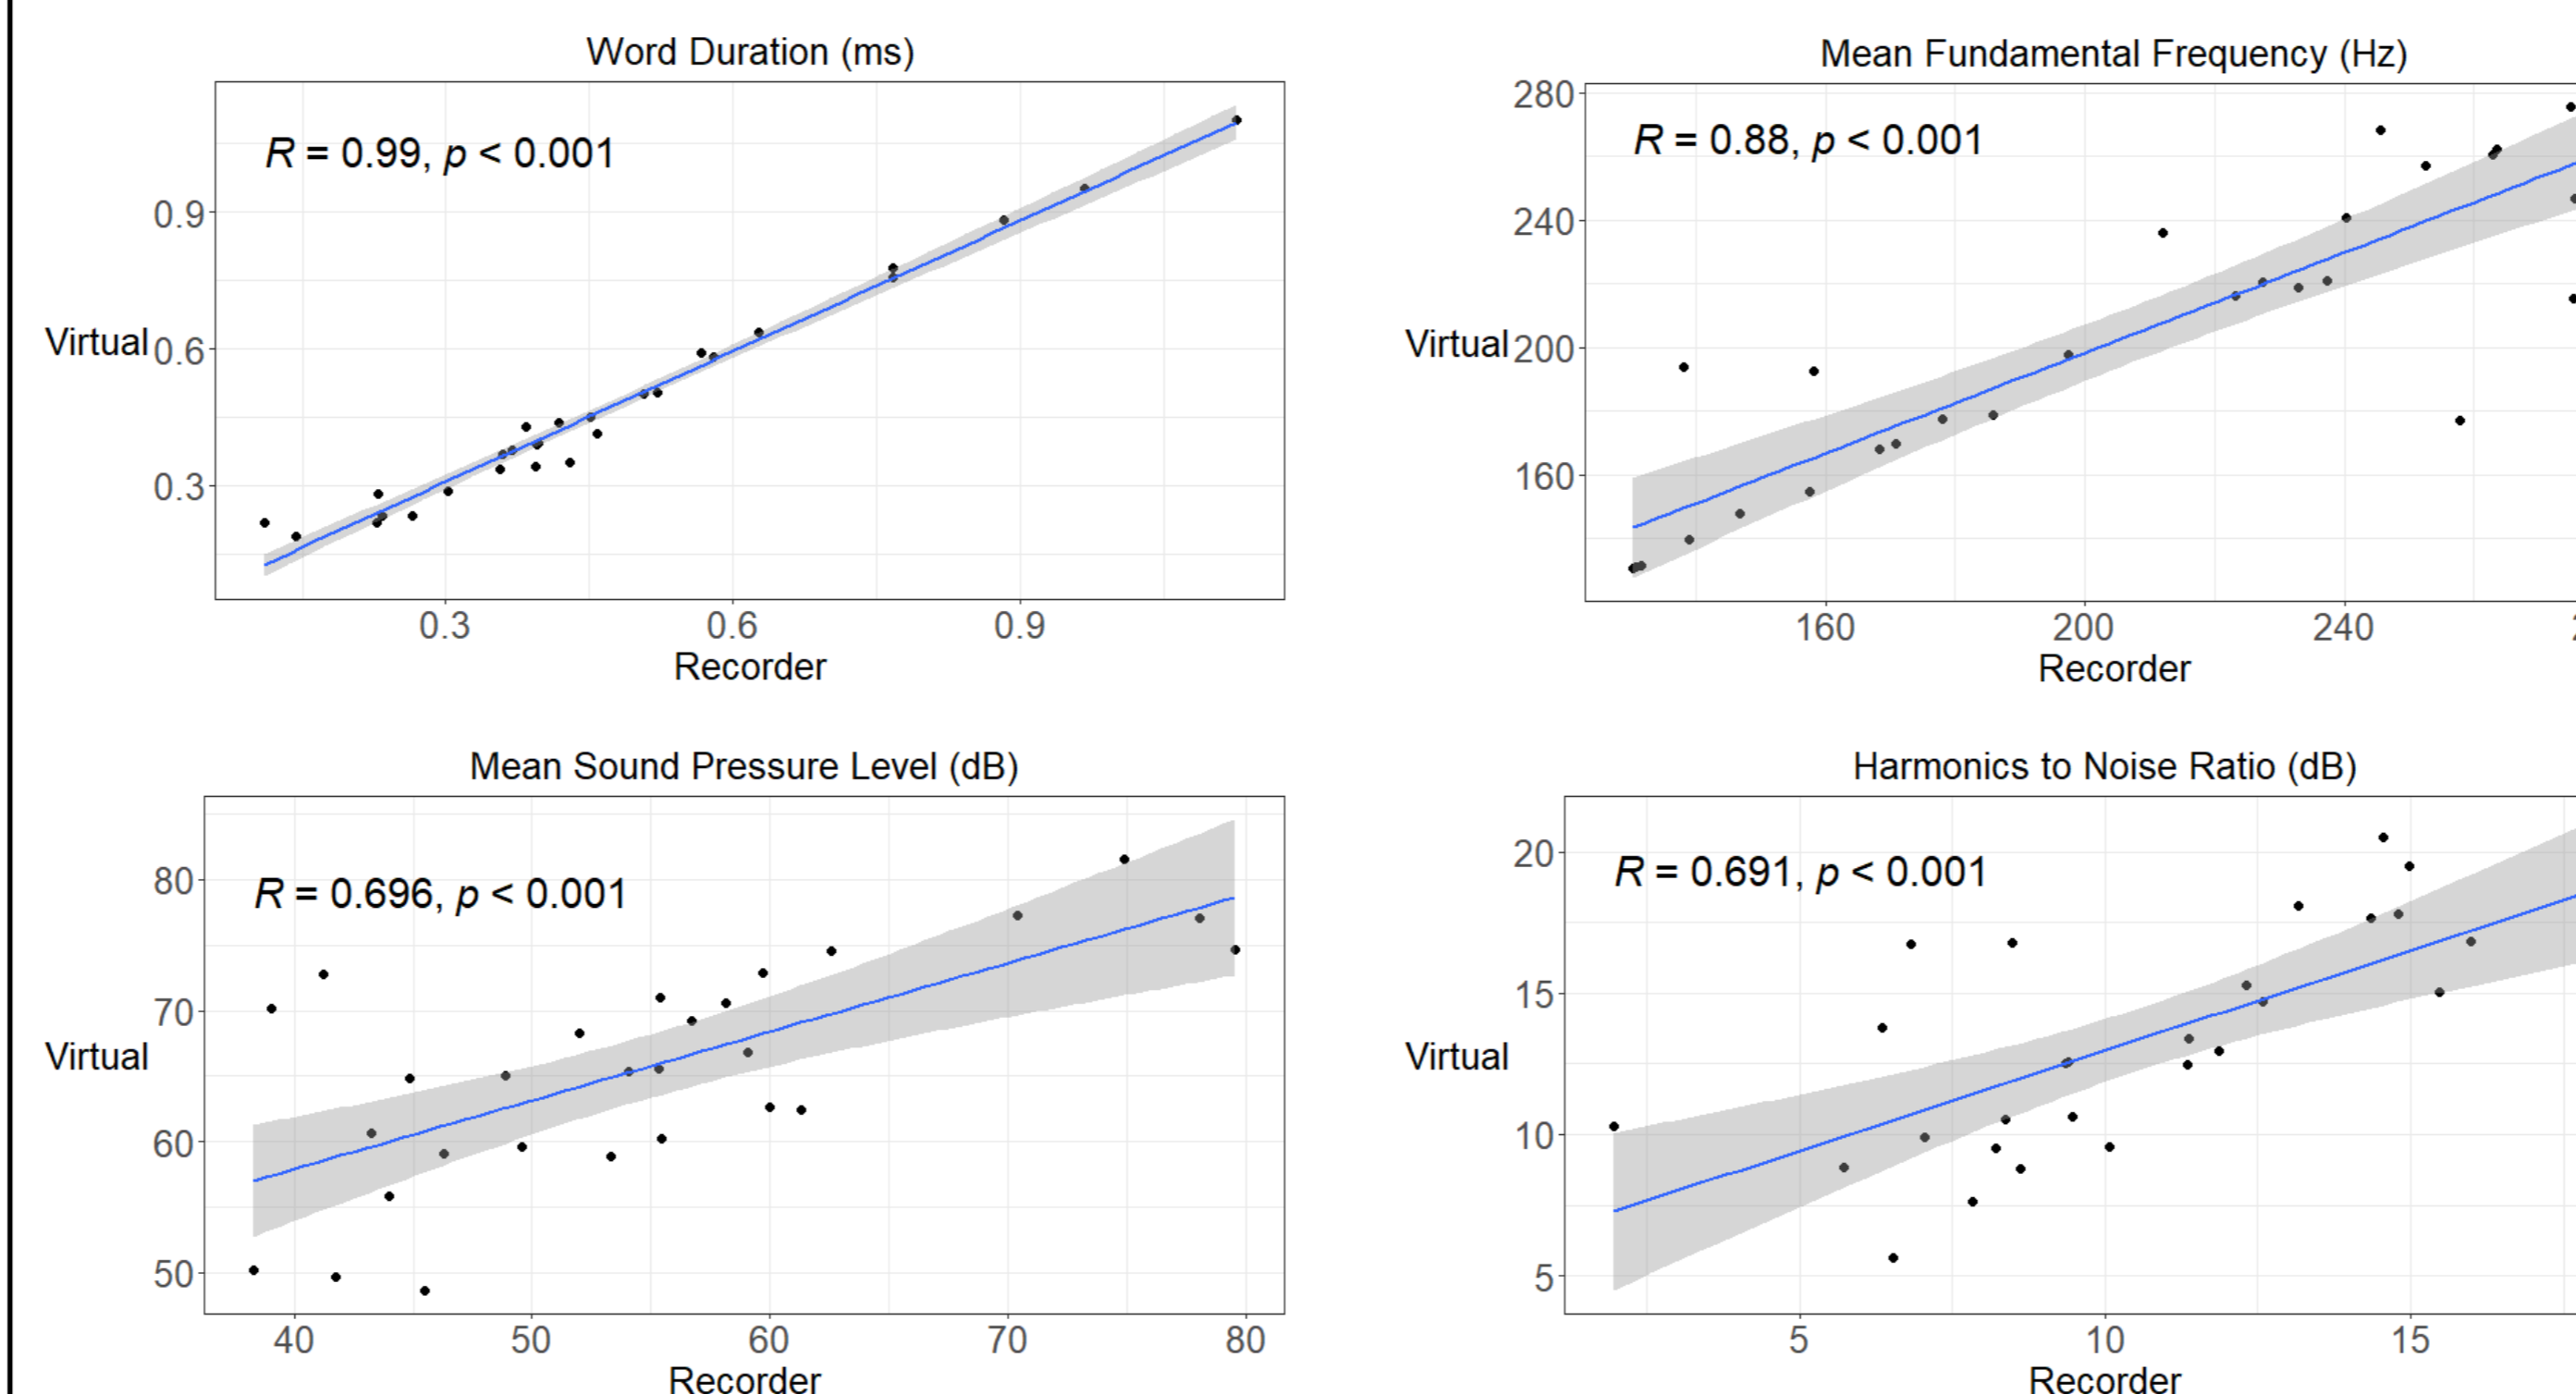 Word Duration (ms)
R = 0.99, p < 0.001
0.9
Virtual 0.6
0.3
0.3 0.6 0.9
Recorder
Mean Fundamental Frequency (Hz)
280
R = 0.88, p < 0.001
240
Virtual 200
160
160 200 240
Recorder
Mean Sound Pressure Level (dB)
80
R = 0.696, p < 0.001
70
Virtual
60
50
40 50 60 70 80
Recorder
Harmonics to Noise Ratio (dB)
20
R = 0.691, p < 0.001
15
Virtual
10
5
5 10 15
Recorder